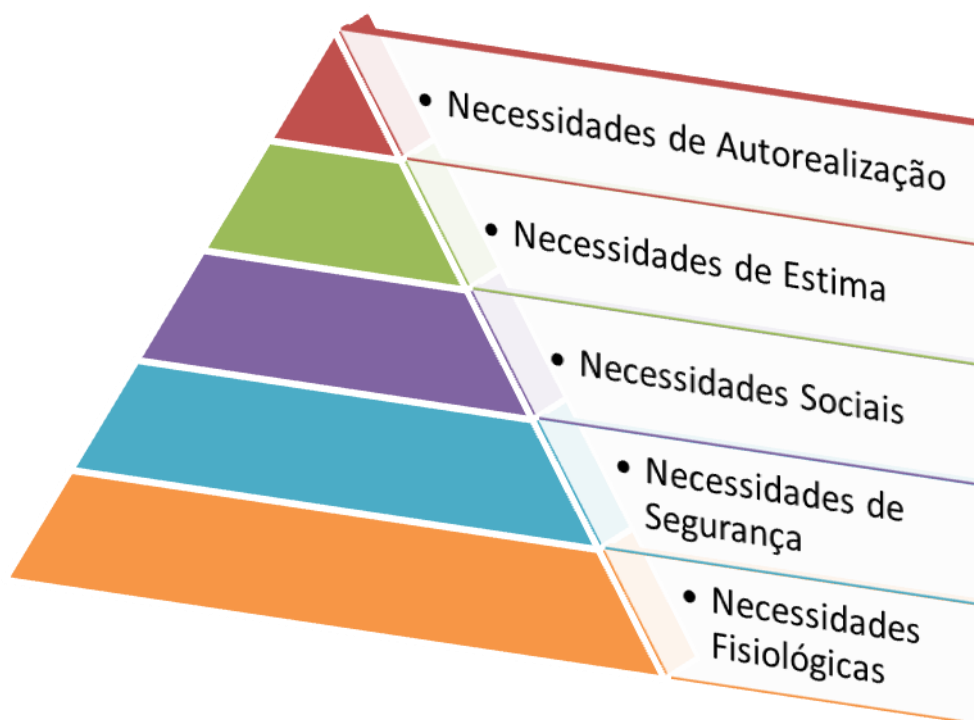 • Necessidades de Autorealização
• Necessidades de Estima
• Necessidades Sociais
• Necessidades de
Segurança
• Necessidades
Fisiológicas